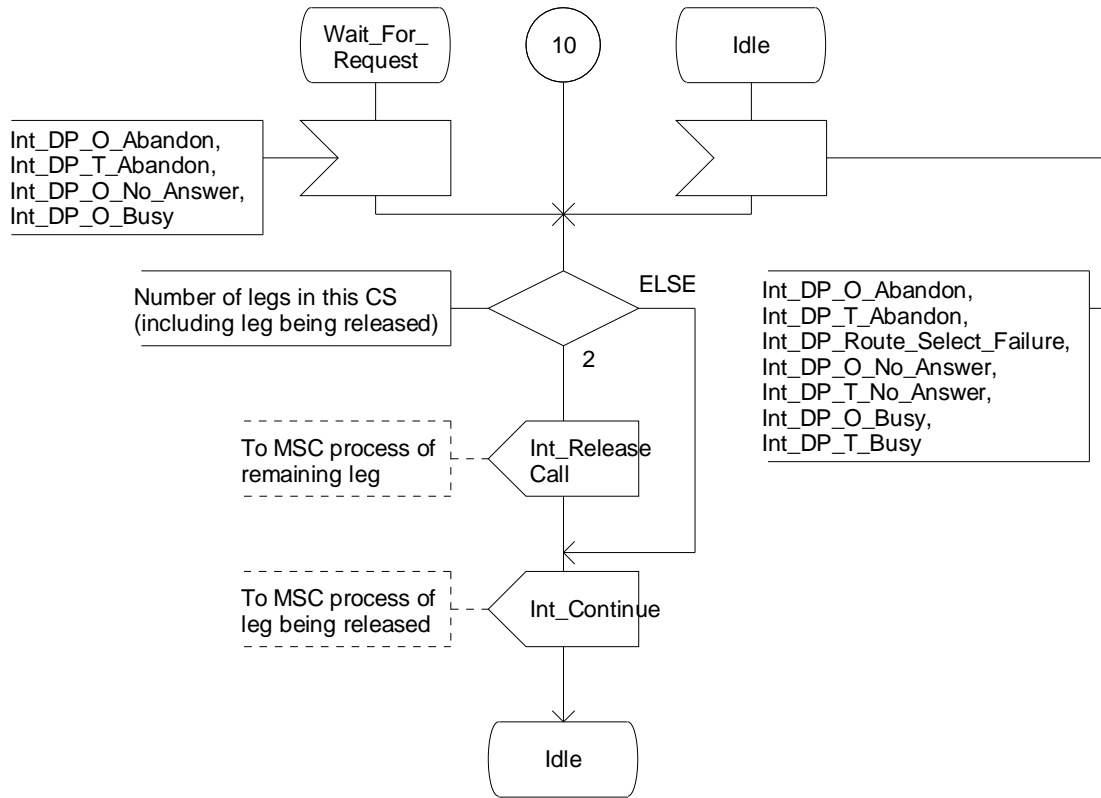 Wait_For_
Request
10
Idle
Int_DP_O_Abandon,
Int_DP_T_Abandon,
Int_DP_O_No_Answer,
Int_DP_O_Busy
Number of legs in this CS
(including leg being released)
ELSE
2
Int_DP_O_Abandon,
Int_DP_T_Abandon,
Int_DP_Route_Select_Failure,
Int_DP_O_No_Answer,
Int_DP_T_No_Answer,
Int_DP_O_Busy,
Int_DP_T_Busy
To MSC process of
remaining leg
Int_Release
Call
To MSC process of
leg being released
Int_Continue
Idle